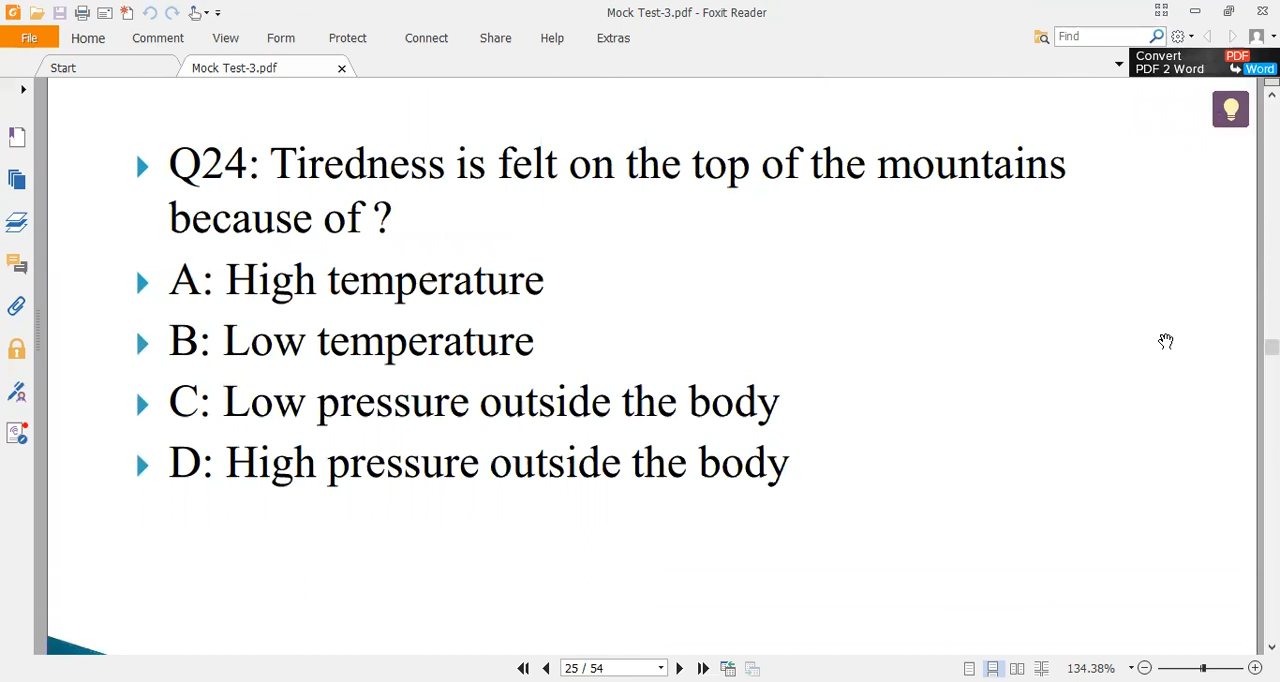 Mock Test-3.pdf - Foxit Reader
File Home Comment View Form Protect Connect Share Help Extras Find
Start Mock Test-3.pdf
Convert PDF
PDF 2 Word Word
Q24: Tiredness is felt on the top of the mountains
because of ?
A: High temperature
B: Low temperature
C: Low pressure outside the body
D: High pressure outside the body
25 / 54 134.38%